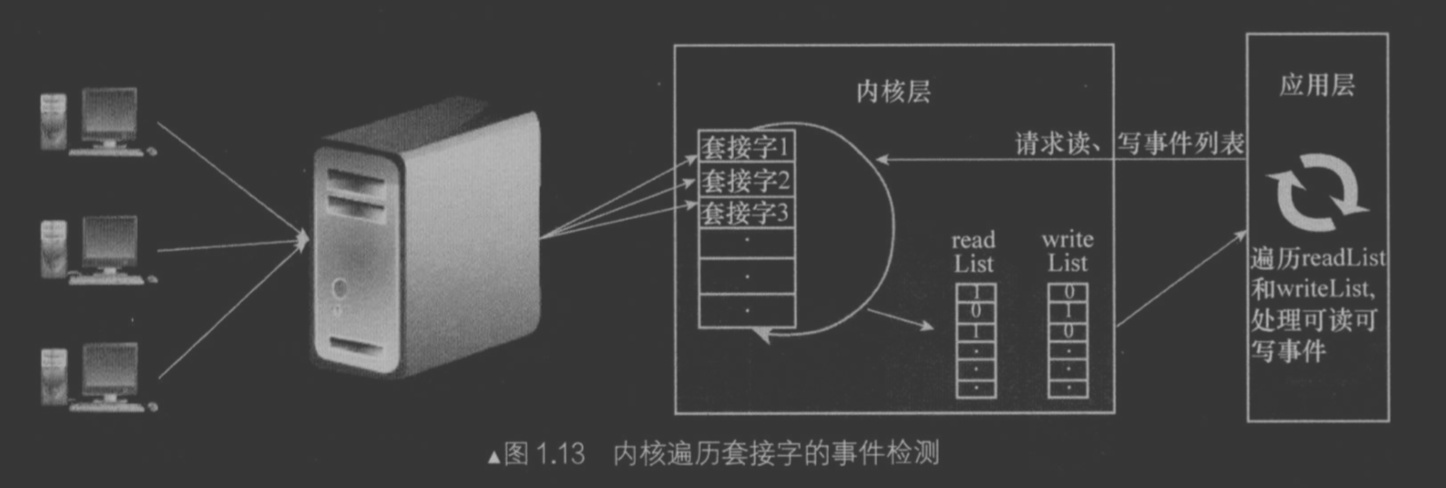 内核层
应用层
请求读、写事件列表
套接字1
套接字2
套接字3
·
·
·
read
List
1
0
1
·
·
·
write
List
0
1
0
·
·
·
遍历readList
和writeList,
处理可读可
写事件
▲图 1.13 内核遍历套接字的事件检测